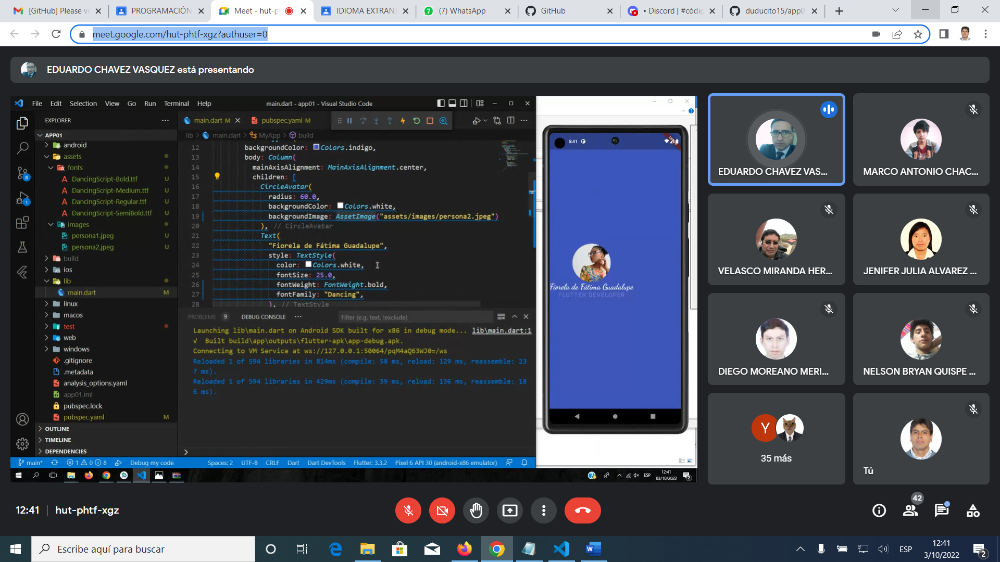 [GitHub] Please ve
PROGRAMACIÓN
Meet - hut-ph
IDIOMA EXTRANJ
(7) WhatsApp
GitHub
• Discord | #códig
duducito15/app0
meet.google.com/hut-phtf-xgz?authuser=0
EDUARDO CHAVEZ VASQUEZ está presentando
File Edit Selection View Go Run Terminal Help
main.dart - app01 - Visual Studio Code
EXPLORER
main.dart M
pubspec.yaml M
APP01
lib > main.dart > MyApp > build
android
assets
fonts
DancingScript-Bold.ttf U
DancingScript-Medium.ttf U
DancingScript-Regular.ttf U
DancingScript-SemiBold.ttf U
images
persona1.jpeg U
persona2.jpeg U
build
ios
lib
main.dart M
linux
macos
test
web
windows
.gitignore
.metadata
analysis_options.yaml
app01.iml
pubspec.lock
pubspec.yaml M
OUTLINE
TIMELINE
DEPENDENCIES
12 backgroundColor: Colors.indigo,
13 body: Column(
14 mainAxisAlignment: MainAxisAlignment.center,
15 children: [
16 CircleAvatar(
17 radius: 60.0,
18 backgroundColor: Colors.white,
19 backgroundImage: AssetImage("assets/images/persona2.jpeg")
20 ), // CircleAvatar
21 Text(
22 "Fiorela de Fátima Guadalupe",
23 style: TextStyle(
24 color: Colors.white,
25 fontSize: 25.0,
26 fontWeight: FontWeight.bold,
27 fontFamily: "Dancing",
28 ), // TextStyle
PROBLEMS 9 DEBUG CONSOLE
Filter (e.g. text, !exclude)
Launching lib\main.dart on Android SDK built for x86 in debug mode... lib\main.dart:1
√ Built build\app\outputs\flutter-apk\app-debug.apk.
Connecting to VM Service at ws://127.0.0.1:50064/pqM4aQ63WJ0=/ws
Reloaded 1 of 594 libraries in 814ms (compile: 58 ms, reload: 129 ms, reassemble: 23
7 ms).
Reloaded 1 of 594 libraries in 429ms (compile: 39 ms, reload: 136 ms, reassemble: 18
6 ms).
main* 1 0 8 Debug my code Spaces: 2 UTF-8 CRLF Dart Dart DevTools Flutter: 3.3.2 Pixel 6 API 30 (android-x86 emulator)
8
1
5:41
Fiorela de Fátima Guadalupe
FLUTTER DEVELOPER
ESP
12:41
03/10/2022
2
EDUARDO CHAVEZ VAS...
MARCO ANTONIO CHAC...
VELASCO MIRANDA HER...
JENIFER JULIA ALVAREZ ...
DIEGO MOREANO MERI...
NELSON BRYAN QUISPE ...
Y
35 más
Tú
12:41 hut-phtf-xgz
42
Escribe aquí para buscar
ESP
12:41
3/10/2022
2